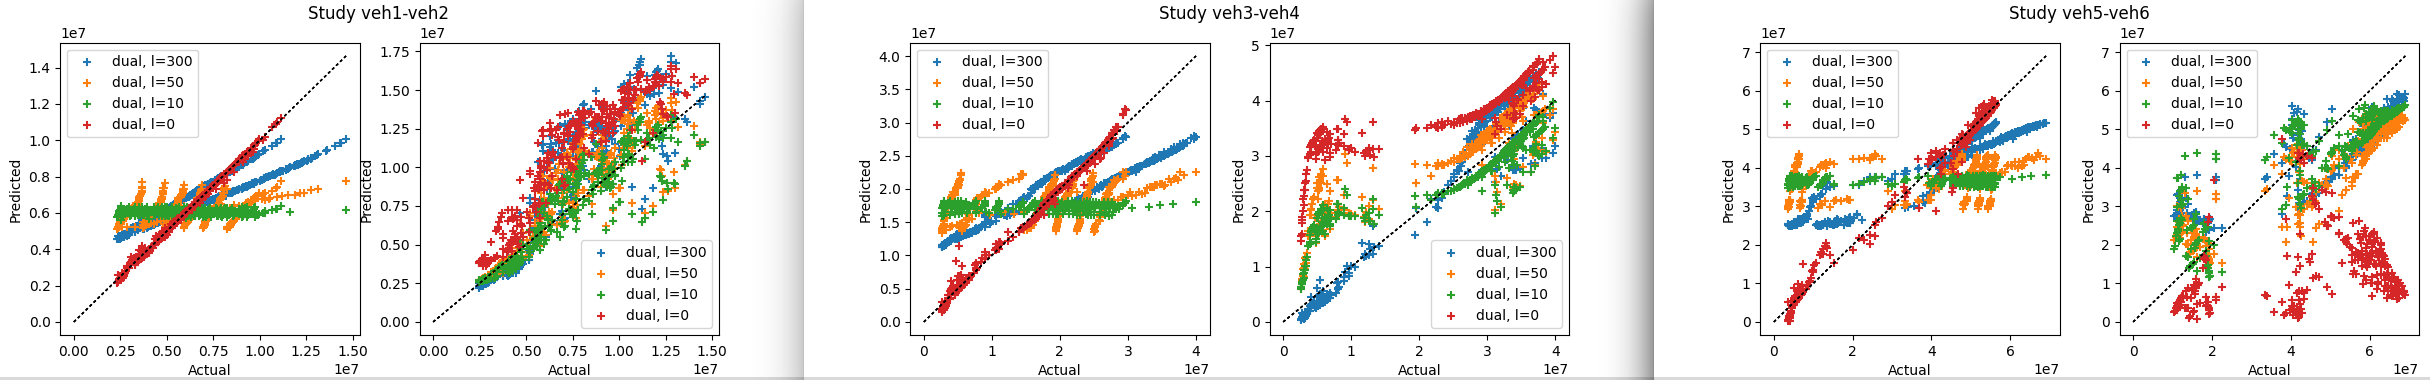 Study veh1-veh2
1e7
1e7
dual, l=300
dual, l=50
dual, l=10
dual, l=0
1.4
1.2
1.0
0.8
0.6
0.4
0.2
0.0
Predicted
0.00 0.25 0.50 0.75 1.00 1.25 1.50
Actual
1e7
1.75
1.50
1.25
1.00
0.75
0.50
0.25
0.00
Predicted
dual, l=300
dual, l=50
dual, l=10
dual, l=0
0.00 0.25 0.50 0.75 1.00 1.25 1.50
Actual
1e7
Study veh3-veh4
1e7
1e7
dual, l=300
dual, l=50
dual, l=10
dual, l=0
4.0
3.5
3.0
2.5
2.0
1.5
1.0
0.5
0.0
Predicted
0 1 2 3 4
Actual
1e7
5
4
3
2
1
0
Predicted
dual, l=300
dual, l=50
dual, l=10
dual, l=0
0 1 2 3 4
Actual
1e7
Study veh5-veh6
1e7
1e7
dual, l=300
dual, l=50
dual, l=10
dual, l=0
7
6
5
4
3
2
1
0
Predicted
0 2 4 6
Actual
1e7
dual, l=300
dual, l=50
dual, l=10
dual, l=0
7
6
5
4
3
2
1
0
Predicted
0 2 4 6
Actual
1e7